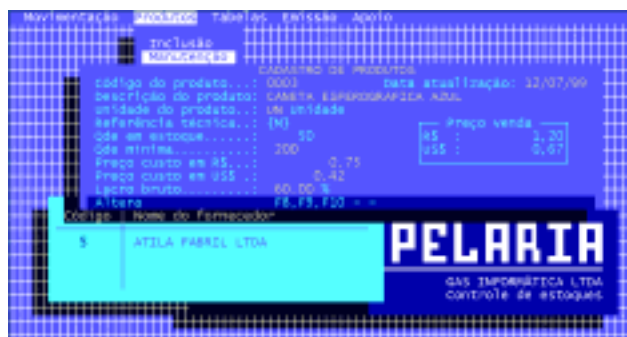 Movimentação Produtos Tabelas Emissão Apoio
Inclusão
Manutenção
CADASTRO DE PRODUTOS
Código do produto...: 0003 Data atualização: 12/07/99
Descrição do produto: CANETA ESFEROGRAFICA AZUL
Unidade do produto..: UN Unidade
Referência técnica..: (N)
Qde em estoque......: 50
Qde mínima..........: 200
Preço custo em R$...: 0.75
Preço custo em US$ .: 0.42
Lucro bruto.........: 60.00 %
Preço venda
R$ : 1.20
US$ : 0.67
Altera F8,F9,F10
Código Nome do fornecedor
5 ATILA FABRIL LTDA
PELARIA
GAS INFORMÁTICA LTDA
Controle de estoques